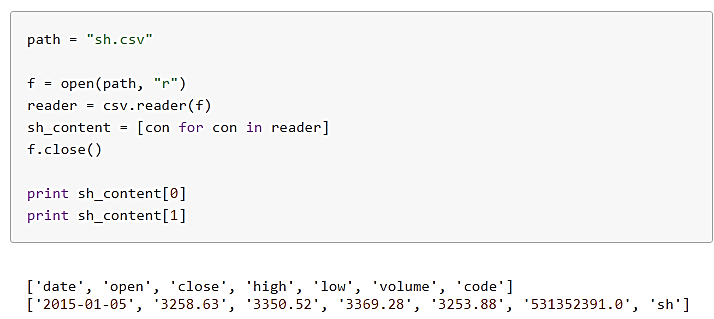 path = "sh.csv"
f = open(path, "r")
reader = csv.reader(f)
sh_content = [con for con in reader]
f.close()
print sh_content[0]
print sh_content[1]
['date', 'open', 'close', 'high', 'low', 'volume', 'code']
['2015-01-05', '3258.63', '3350.52', '3369.28', '3253.88', '531352391.0', 'sh']